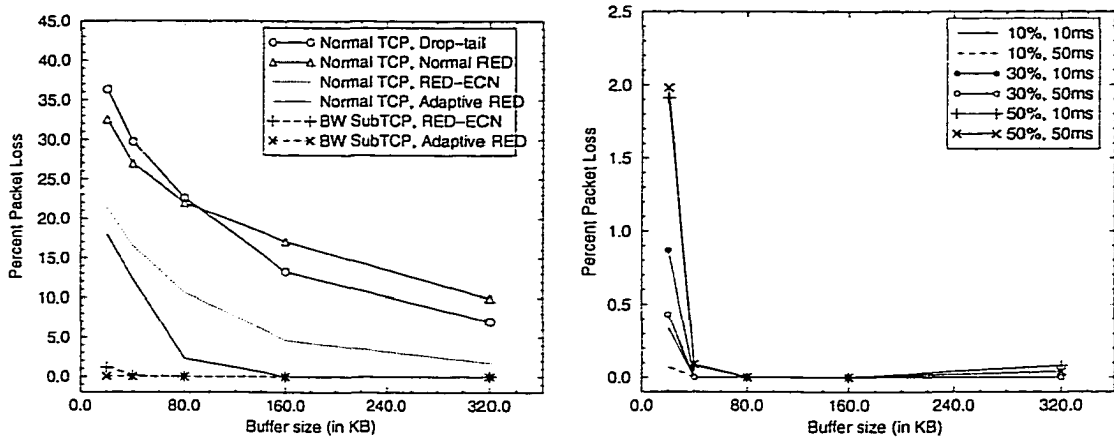 45.0
40.0
35.0
30.0
25.0
20.0
15.0
10.0
5.0
0.0
Percent Packet Loss
Normal TCP, Drop-tail
Normal TCP, Normal RED
Normal TCP, RED-ECN
Normal TCP, Adaptive RED
BW SubTCP, RED-ECN
BW SubTCP, Adaptive RED
0.0 80.0 160.0 240.0 320.0
Buffer size (in KB)
2.5
2.0
1.5
1.0
0.5
0.0
Percent Packet Loss
10%, 10ms
10%, 50ms
30%, 10ms
30%, 50ms
50%, 10ms
50%, 50ms
0.0 80.0 160.0 240.0 320.0
Buffer size (in KB)